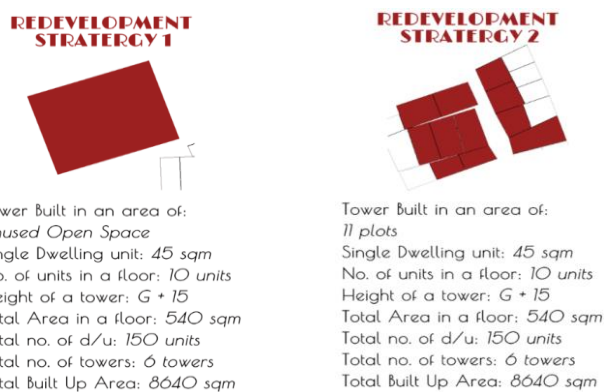 REDEVELOPMENT
STRATERGY 1
wer Built in an area of:
used Open Space
ngle Dwelling unit: 45 sqm
o. of units in a floor: 10 units
eight of a tower: G + 15
tal Area in a floor: 540 sqm
tal no. of d/u: 150 units
tal no. of towers: 6 towers
tal Built Up Area: 8640 sqm
REDEVELOPMENT
STRATERGY 2
Tower Built in an area of:
11 plots
Single Dwelling unit: 45 sqm
No. of units in a floor: 10 units
Height of a tower: G + 15
Total Area in a floor: 540 sqm
Total no. of d/u: 150 units
Total no. of towers: 6 towers
Total Built Up Area: 8640 sqm